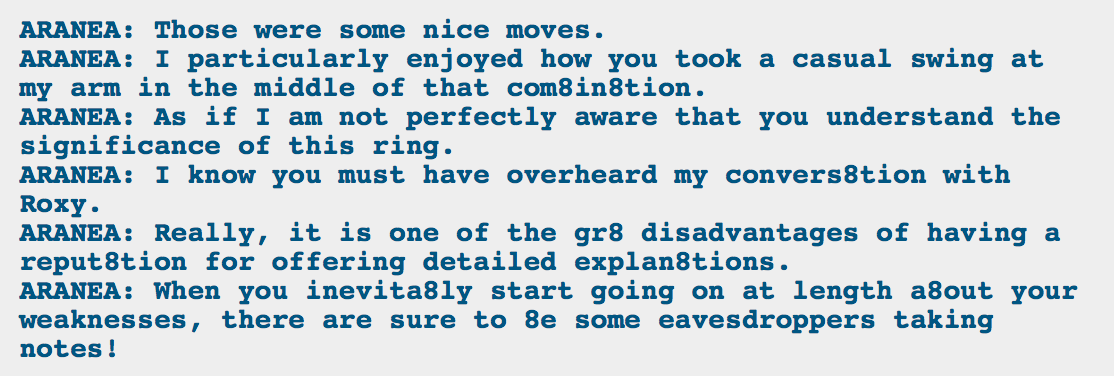 ARANEA: Those were some nice moves.
ARANEA: I particularly enjoyed how you took a casual swing at
my arm in the middle of that com8in8tion.
ARANEA: As if I am not perfectly aware that you understand the
significance of this ring.
ARANEA: I know you must have overheard my convers8tion with
Roxy.
ARANEA: Really, it is one of the gr8 disadvantages of having a
reput8tion for offering detailed explan8tions.
ARANEA: When you inevita8ly start going on at length a8out your
weaknesses, there are sure to 8e some eavesdroppers taking
notes!